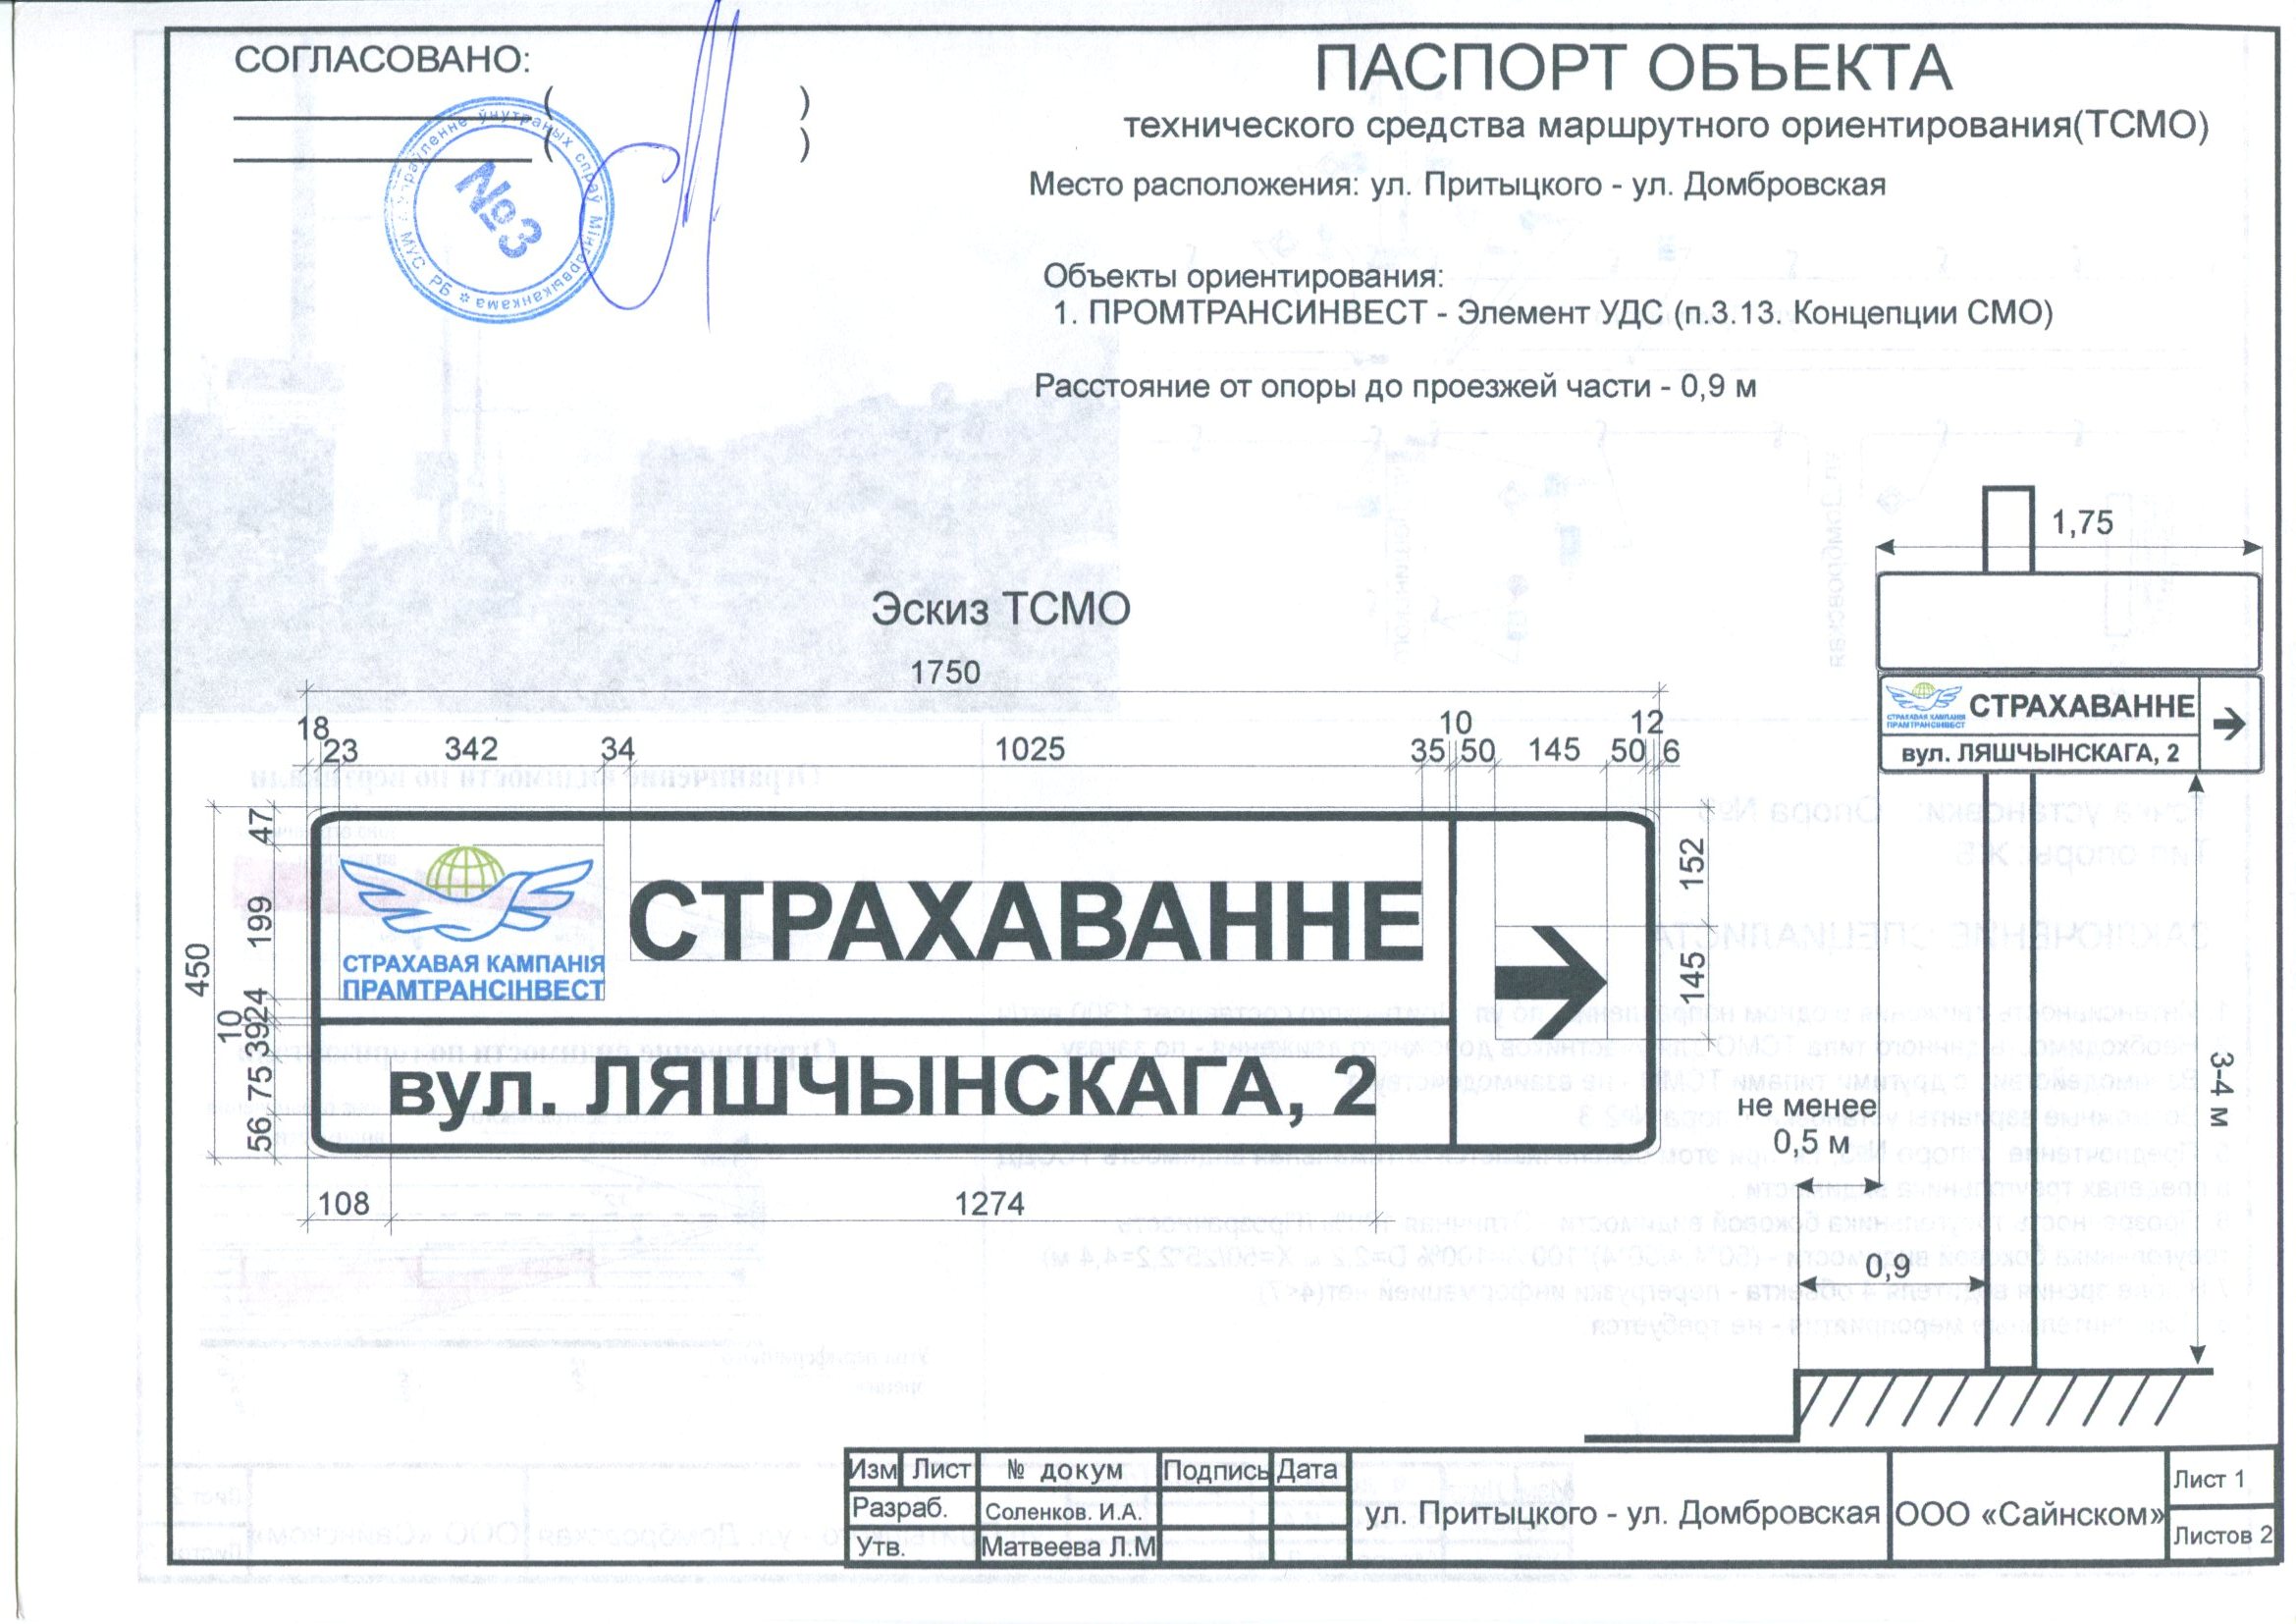 СОГЛАСОВАНО:
( )
( )
ўнутраных спраў Мінгарвыканкама * МУС РБ
№3
ПАСПОРТ ОБЪЕКТА
технического средства маршрутного ориентирования(ТСМО)
Место расположения: ул. Притыцкого - ул. Домбровская
Объекты ориентирования:
1. ПРОМТРАНСИНВЕСТ - Элемент УДС (п.3.13. Концепции СМО)
Расстояние от опоры до проезжей части - 0,9 м
Эскиз ТСМО
1750
18 10 12
23 342 34 1025 35 50 145 50 6
450
47
199
24
10
39
75
56
СТРАХАВАЯ КАМПАНІЯ
ПРАМТРАНСІНВЕСТ
СТРАХАВАННЕ
вул. ЛЯШЧЫНСКАГА, 2
152
145
108 1274
1,75
СТРАХАВАЯ КАМПАНІЯ
ПРАМТРАНСІНВЕСТ
СТРАХАВАННЕ
вул. ЛЯШЧЫНСКАГА, 2
3-4 м
не менее
0,5 м
0,9
Изм Лист № докум Подпись Дата
Разраб. Соленков. И.А.
Утв. Матвеева Л.М
ул. Притыцкого - ул. Домбровская
ООО «Сайнском»
Лист 1
Листов 2